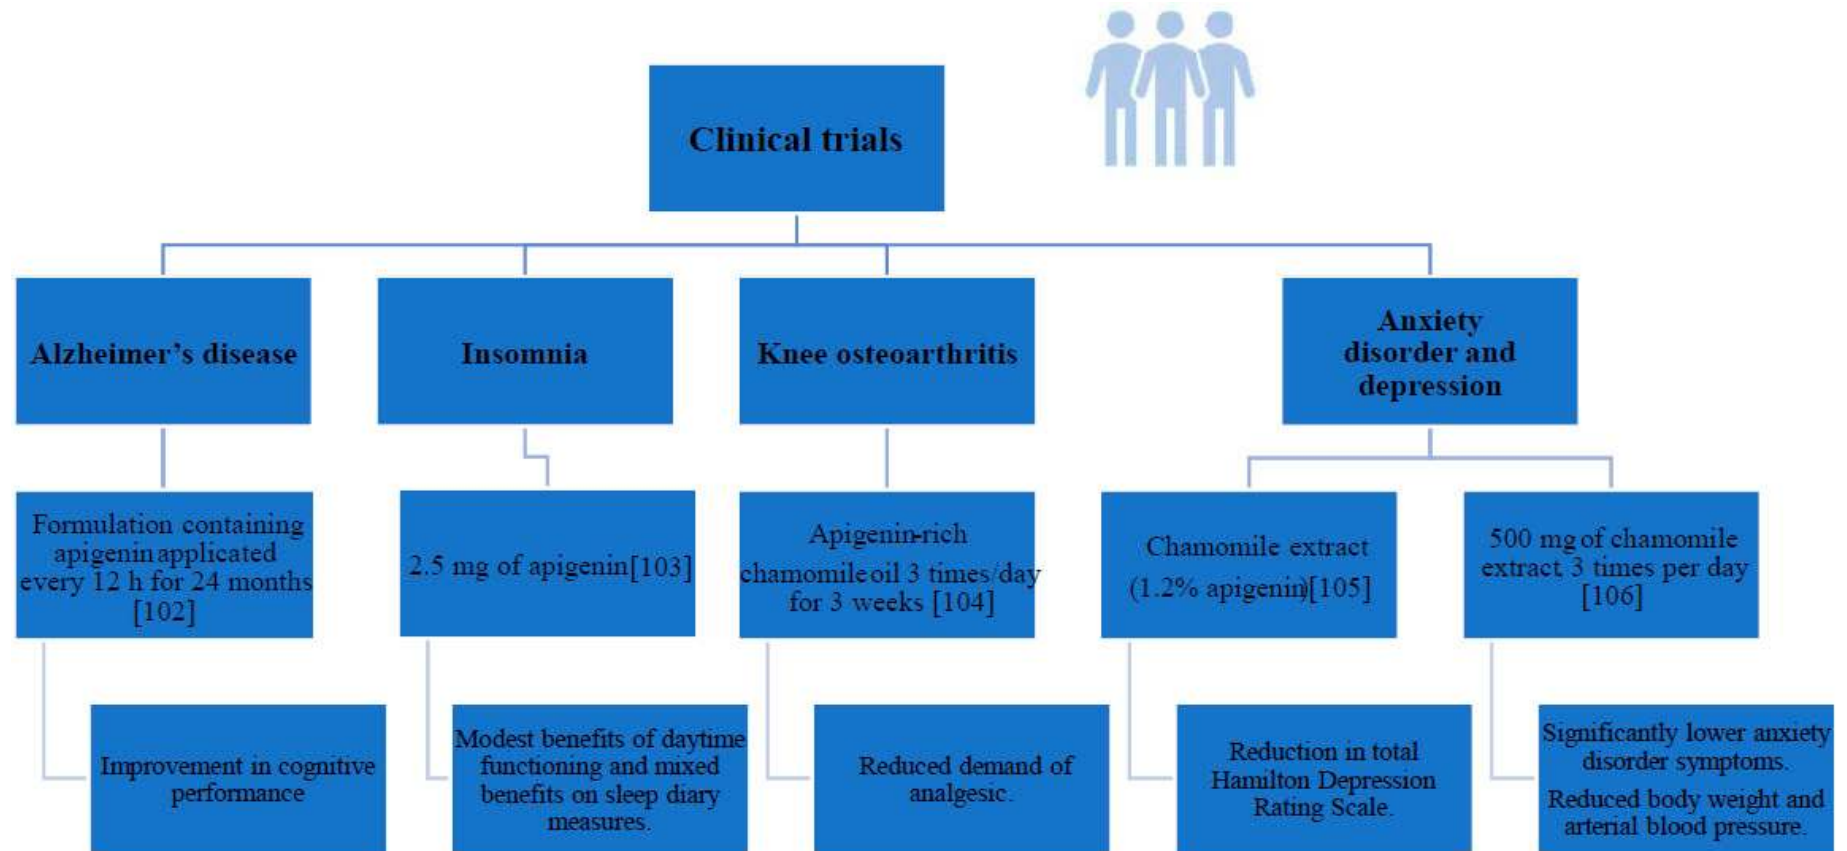 Clinical trials
Alzheimer’s disease
Insomnia
Knee osteoarthritis
Anxiety
disorder and
depression
Formulation containing
apigenin applicated
every 12 h for 24 months
[102]
2.5 mg of apigenin[103]
Apigenin-rich
chamomile oil 3 times/day
for 3 weeks [104]
Chamomile extract
(1.2% apigenin)[105]
500 mg of chamomile
extract, 3 times per day
[106]
Improvement in cognitive
performance
Modest benefits of daytime
functioning and mixed
benefits on sleep diary
measures.
Reduced demand of
analgesic.
Reduction in total
Hamilton Depression
Rating Scale.
Significantly lower anxiety
disorder symptoms.
Reduced body weight and
arterial blood pressure.